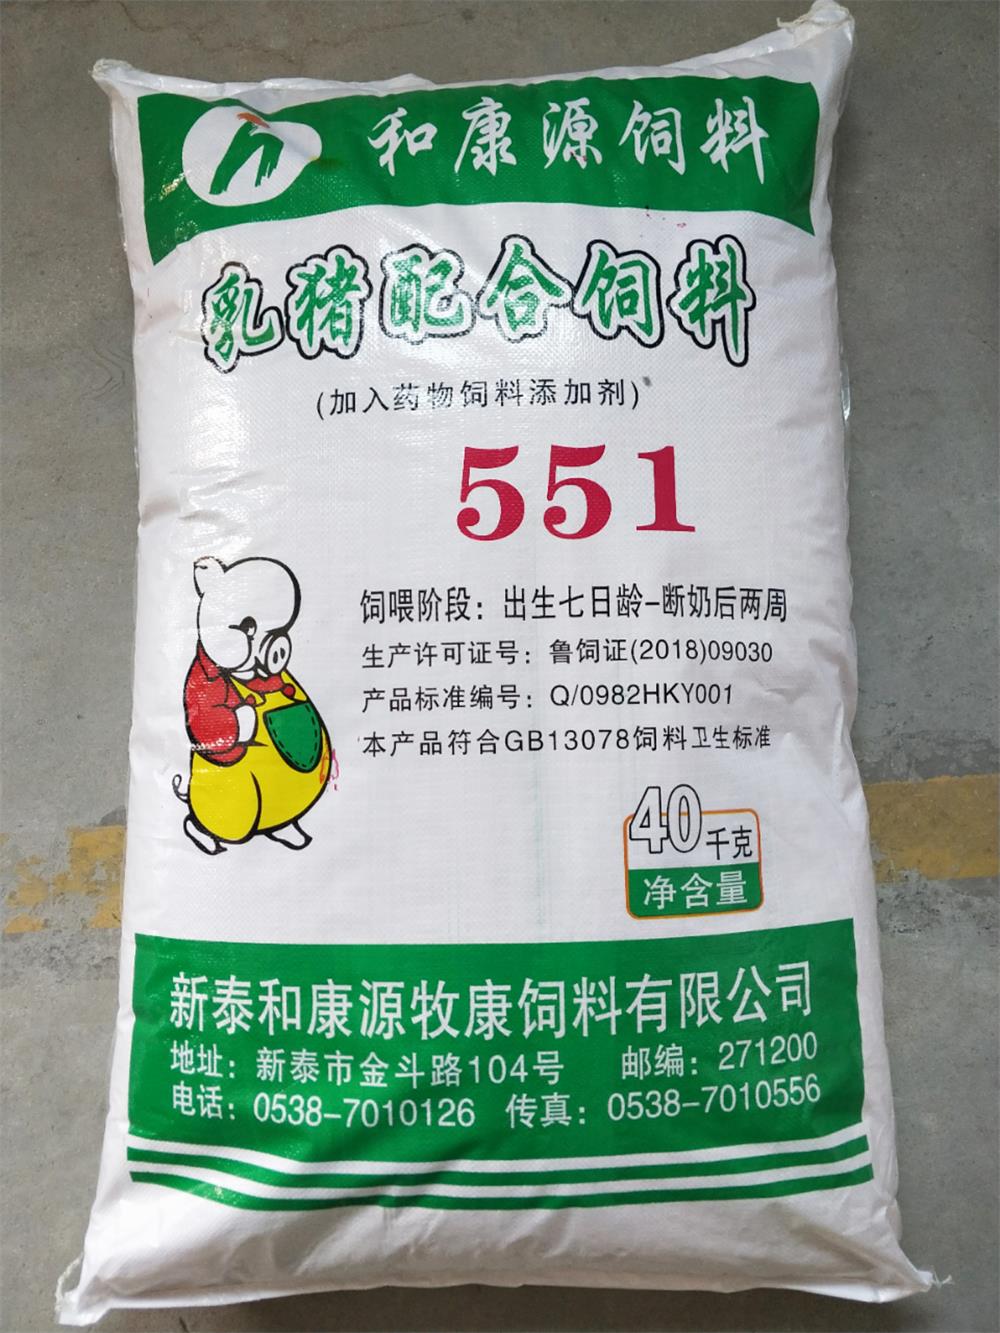 和康源饲料
乳猪配合饲料
(加入药物饲料添加剂)
551
饲喂阶段：出生七日龄-断奶后两周
生产许可证号：鲁饲证(2018)09030
产品标准编号：Q/0982HKY001
本产品符合GB13078饲料卫生标准
40千克
净含量
新泰和康源牧康饲料有限公司
地址：新泰市金斗路104号 邮编：271200
电话：0538-7010126 传真：0538-7010556